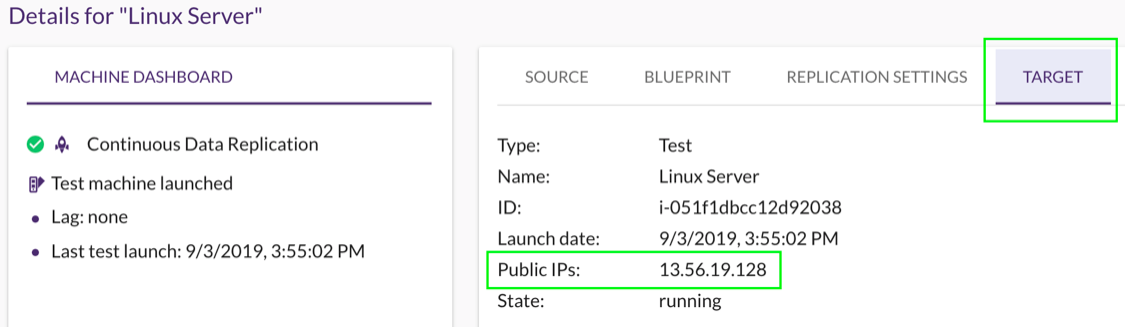 Details for "Linux Server"
MACHINE DASHBOARD
Continuous Data Replication
Test machine launched
Lag: none
Last test launch: 9/3/2019, 3:55:02 PM
SOURCE BLUEPRINT REPLICATION SETTINGS TARGET
Type: Test
Name: Linux Server
ID: i-051f1dbcc12d92038
Launch date: 9/3/2019, 3:55:02 PM
Public IPs: 13.56.19.128
State: running